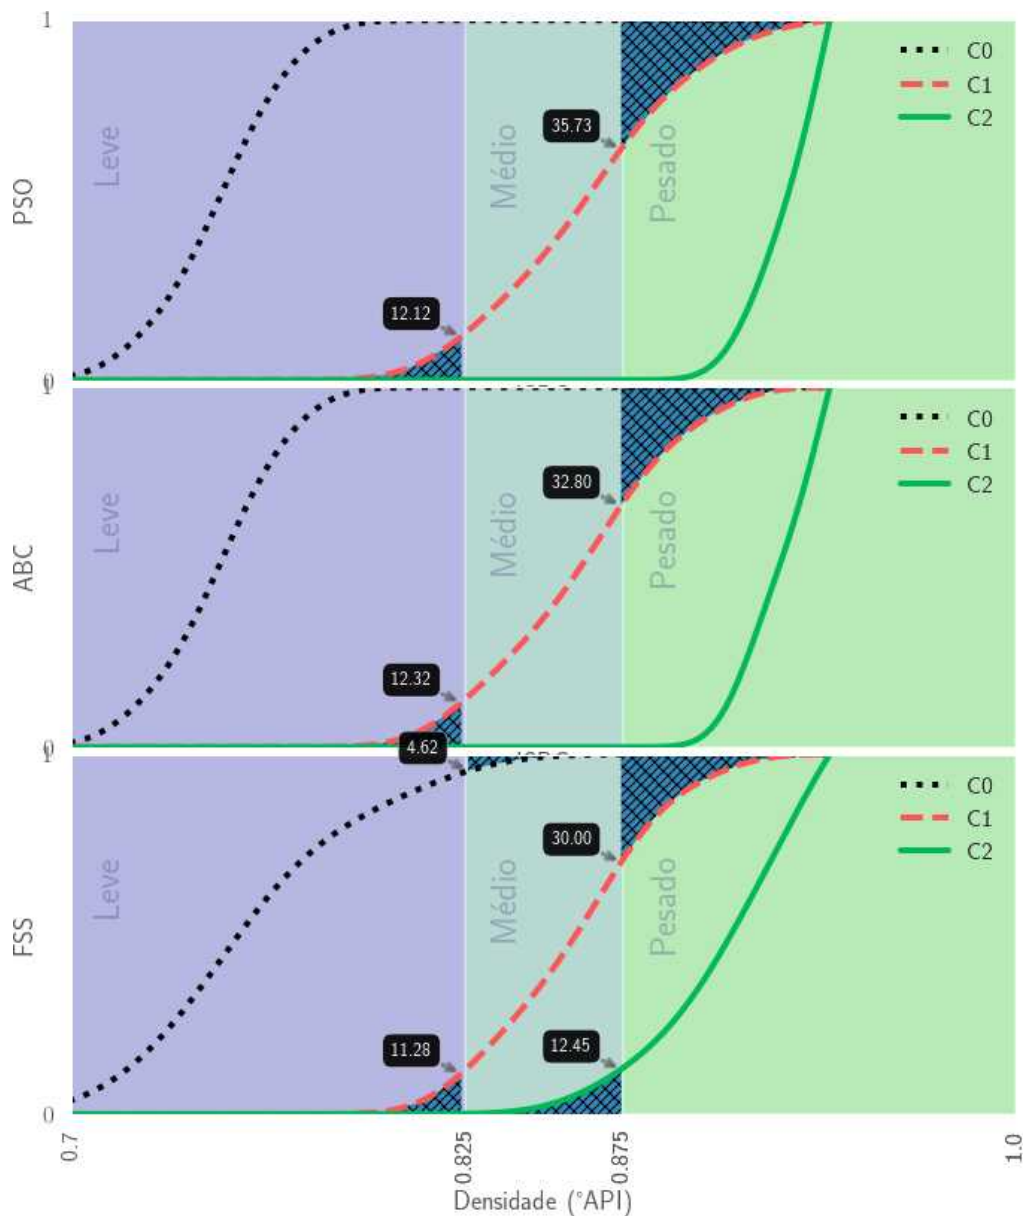 1
C0
C1
C2
Leve
Médio
Pesado
35.73
12.12
PSO
0
1
C0
C1
C2
Leve
Médio
Pesado
32.80
12.32
ABC
0
1
4.62
C0
C1
C2
Leve
Médio
Pesado
30.00
11.28
12.45
FSS
0
0.7
0.825
0.875
1.0
Densidade (°API)